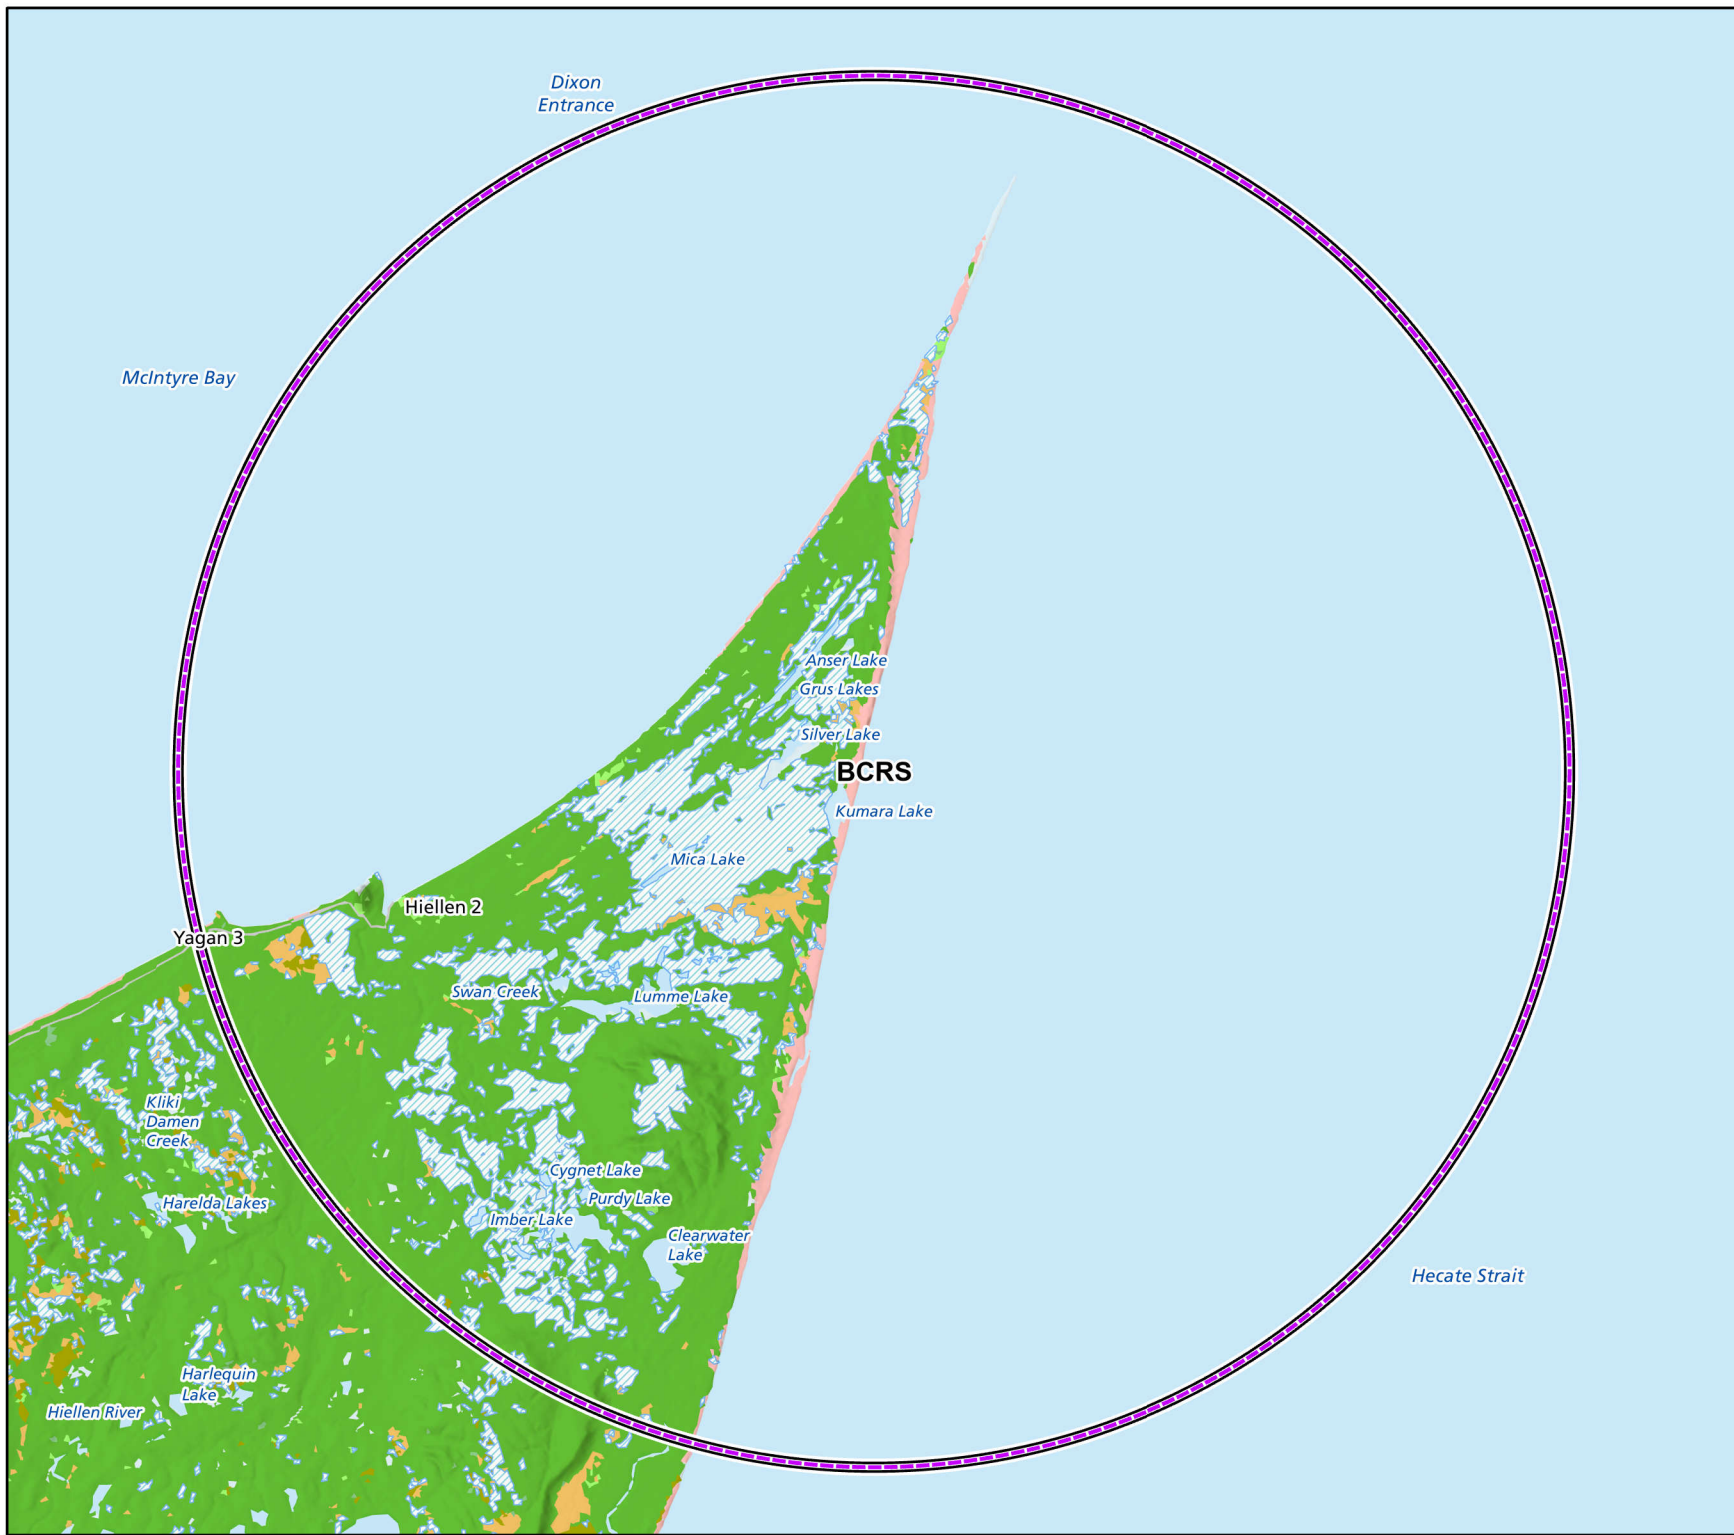 Dixon
Entrance
McIntyre Bay
Anser Lake
Grus Lakes
Silver Lake
BCRS
Kumara Lake
Mica Lake
Hiellen 2
Yagan 3
Swan Creek
Lumme Lake
Kliki
Damen
Creek
Cygnet Lake
Purdy Lake
Harelda Lakes
Imber Lake
Clearwater
Lake
Hecate Strait
Harlequin
Lake
Hiellen River